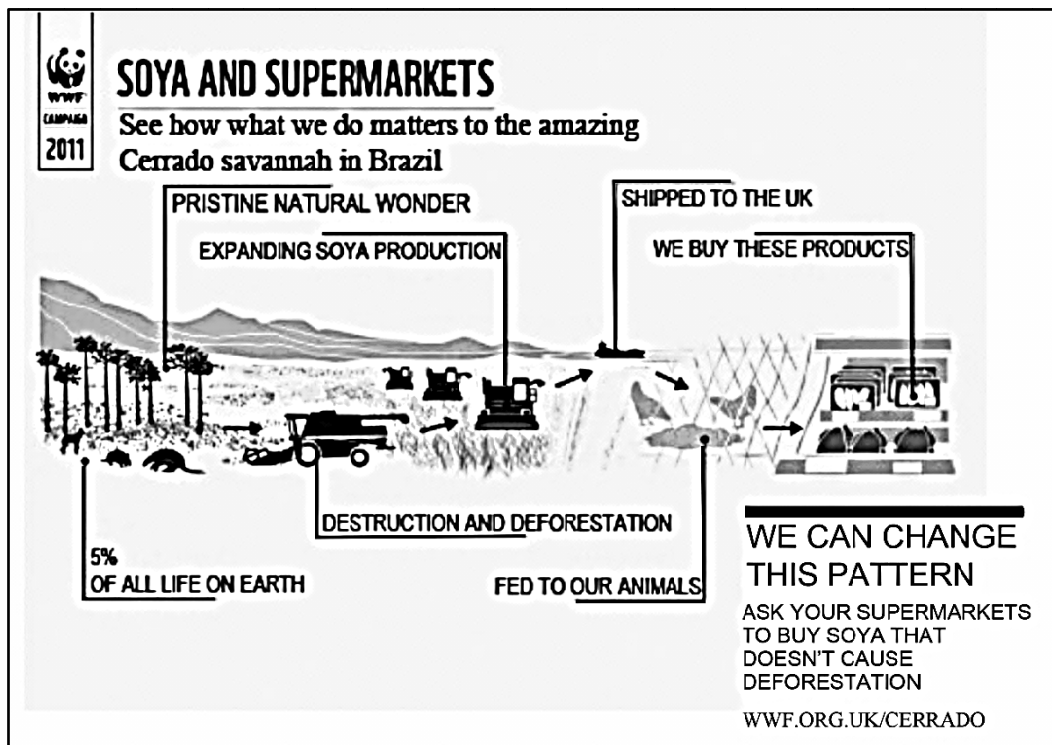 WWF
CAMPAIGN
2011
SOYA AND SUPERMARKETS
See how what we do matters to the amazing
Cerrado savannah in Brazil
PRISTINE NATURAL WONDER
SHIPPED TO THE UK
EXPANDING SOYA PRODUCTION
WE BUY THESE PRODUCTS
DESTRUCTION AND DEFORESTATION
5%
OF ALL LIFE ON EARTH
FED TO OUR ANIMALS
WE CAN CHANGE
THIS PATTERN
ASK YOUR SUPERMARKETS
TO BUY SOYA THAT
DOESN'T CAUSE
DEFORESTATION
WWF.ORG.UK/CERRADO